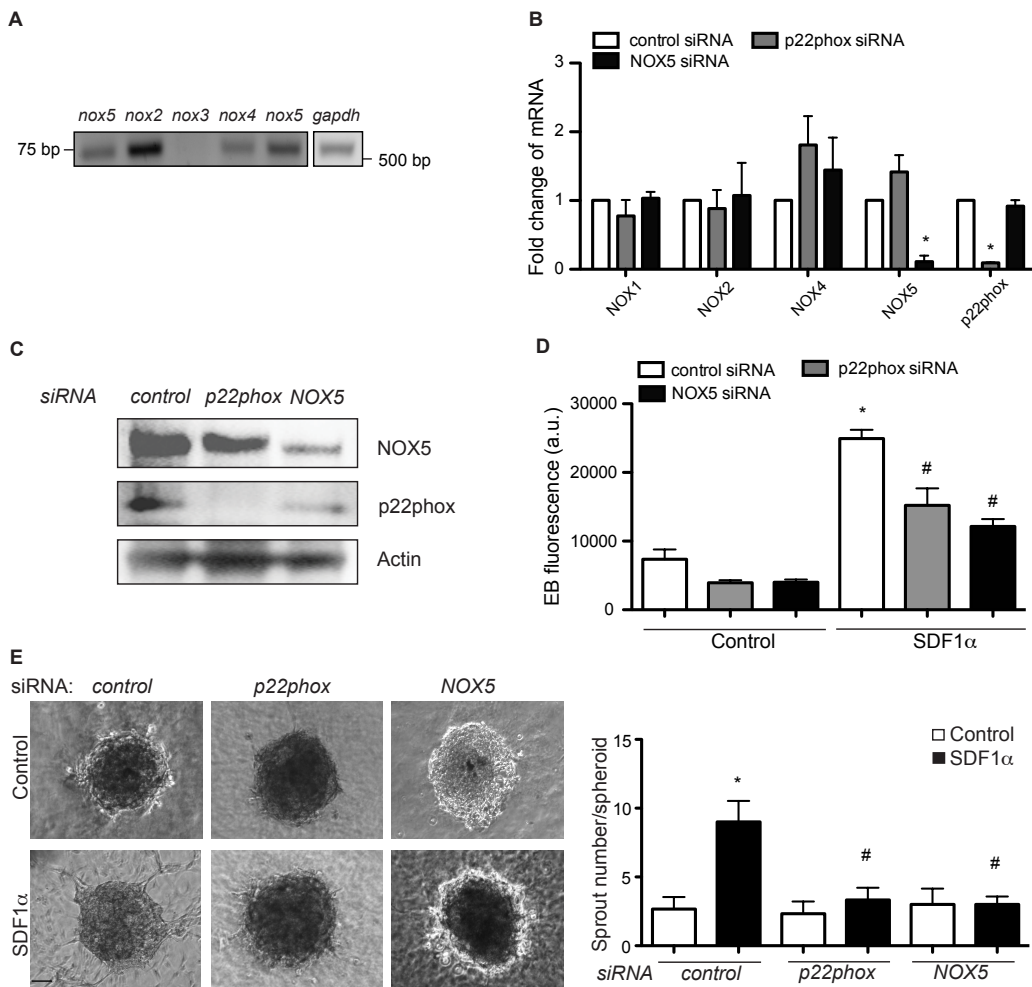 A
nox5 nox2 nox3 nox4 nox5 gapdh
75 bp
500 bp
B
control siRNA
p22phox siRNA
NOX5 siRNA
Fold change of mRNA
3
2
1
0
*
*
NOX1
NOX2
NOX4
NOX5
p22phox
C
siRNA control p22phox NOX5
NOX5
p22phox
Actin
D
control siRNA
p22phox siRNA
NOX5 siRNA
EB fluorescence (a.u.)
30000
20000
10000
0
*
#
#
Control
SDF1α
E
siRNA: control p22phox NOX5
Control
SDF1α
Control
SDF1α
Sprout number/spheroid
15
10
5
0
*
#
#
siRNA control p22phox NOX5